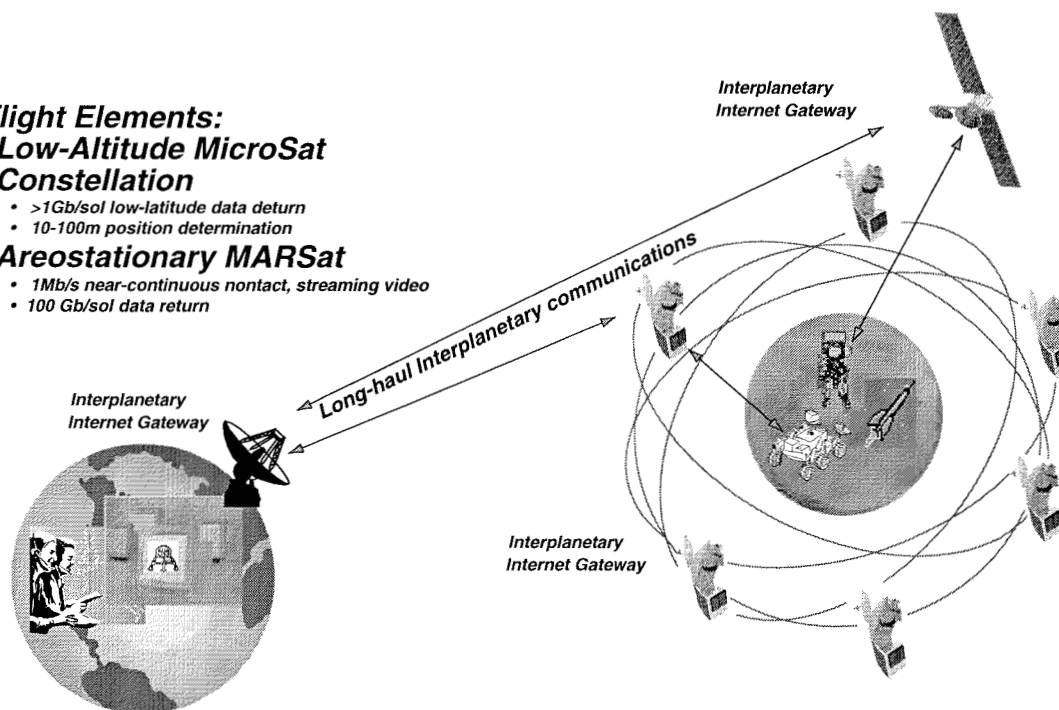 light Elements:
Low-Altitude MicroSat
Constellation
• >1Gb/sol low-latitude data deturn
• 10-100m position determination
Areostationary MARSat
• 1Mb/s near-continuous nontact, streaming video
• 100 Gb/sol data return
Interplanetary
Internet Gateway
Long-haul Interplanetary communications
Interplanetary
Internet Gateway
Interplanetary
Internet Gateway